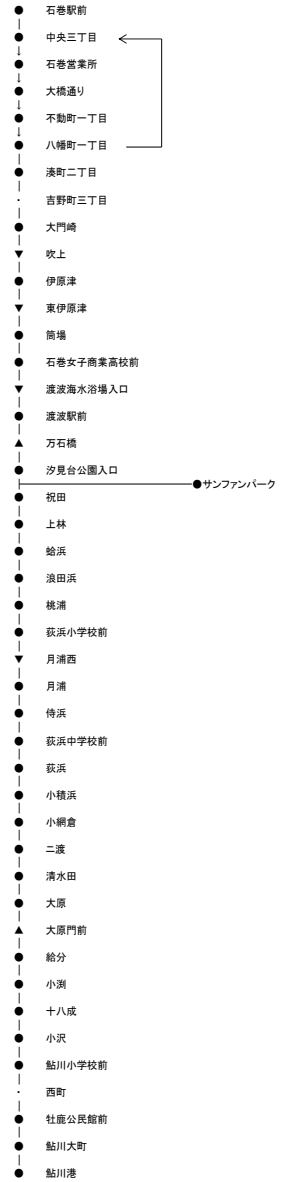 石巻駅前
中央三丁目
石巻営業所
大橋通り
不動町一丁目
八幡町一丁目
湊町二丁目
吉野町三丁目
大門崎
吹上
伊原津
東伊原津
筒場
石巻女子商業高校前
渡波海水浴場入口
渡波駅前
万石橋
汐見台公園入口
サンファンパーク
祝田
上林
蛤浜
浪田浜
桃浦
荻浜小学校前
月浦西
月浦
侍浜
荻浜中学校前
荻浜
小積浜
小網倉
二渡
清水田
大原
大原門前
給分
小渕
十八成
小沢
鮎川小学校前
西町
牡鹿公民館前
鮎川大町
鮎川港